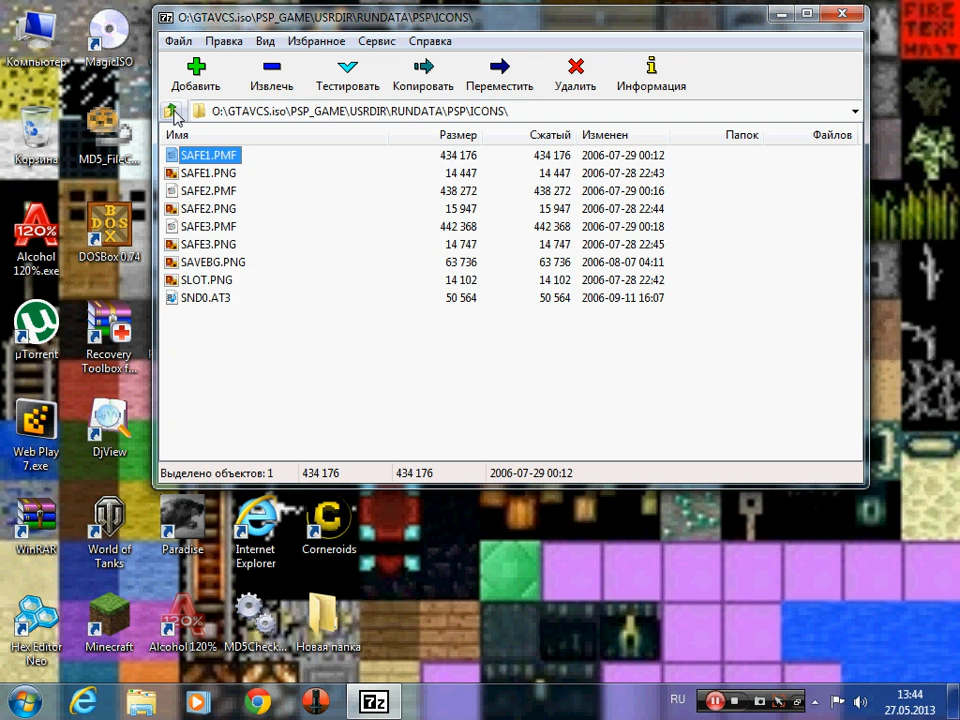 O:\GTAVCS.iso\PSP_GAME\USRDIR\RUNDATA\PSP\ICONS\
Файл Правка Вид Избранное Сервис Справка
Добавить Извлечь Тестировать Копировать Переместить Удалить Информация
O:\GTAVCS.iso\PSP_GAME\USRDIR\RUNDATA\PSP\ICONS\
Имя Размер Сжатый Изменен Папок Файлов
SAFE1.PMF 434 176 434 176 2006-07-29 00:12
SAFE1.PNG 14 447 14 447 2006-07-28 22:43
SAFE2.PMF 438 272 438 272 2006-07-29 00:16
SAFE2.PNG 15 947 15 947 2006-07-28 22:44
SAFE3.PMF 442 368 442 368 2006-07-29 00:18
SAFE3.PNG 14 747 14 747 2006-07-28 22:45
SAVEBG.PNG 63 736 63 736 2006-08-07 04:11
SLOT.PNG 14 102 14 102 2006-07-28 22:42
SND0.AT3 50 564 50 564 2006-09-11 16:07
Выделено объектов: 1 434 176 434 176 2006-07-29 00:12
Компьютер MagicISO
Корзина MD5_FileC...
Alcohol 120%.exe
DOSBox 0.74
µTorrent
Recovery Toolbox f...
Web Play 7.exe
DjView
WinRAR
World of Tanks
Paradise
Internet Explorer
Corneroids
Hex Editor Neo
Minecraft
Alcohol 120%
MD5Check...
Новая папка
RU
13:44
27.05.2013